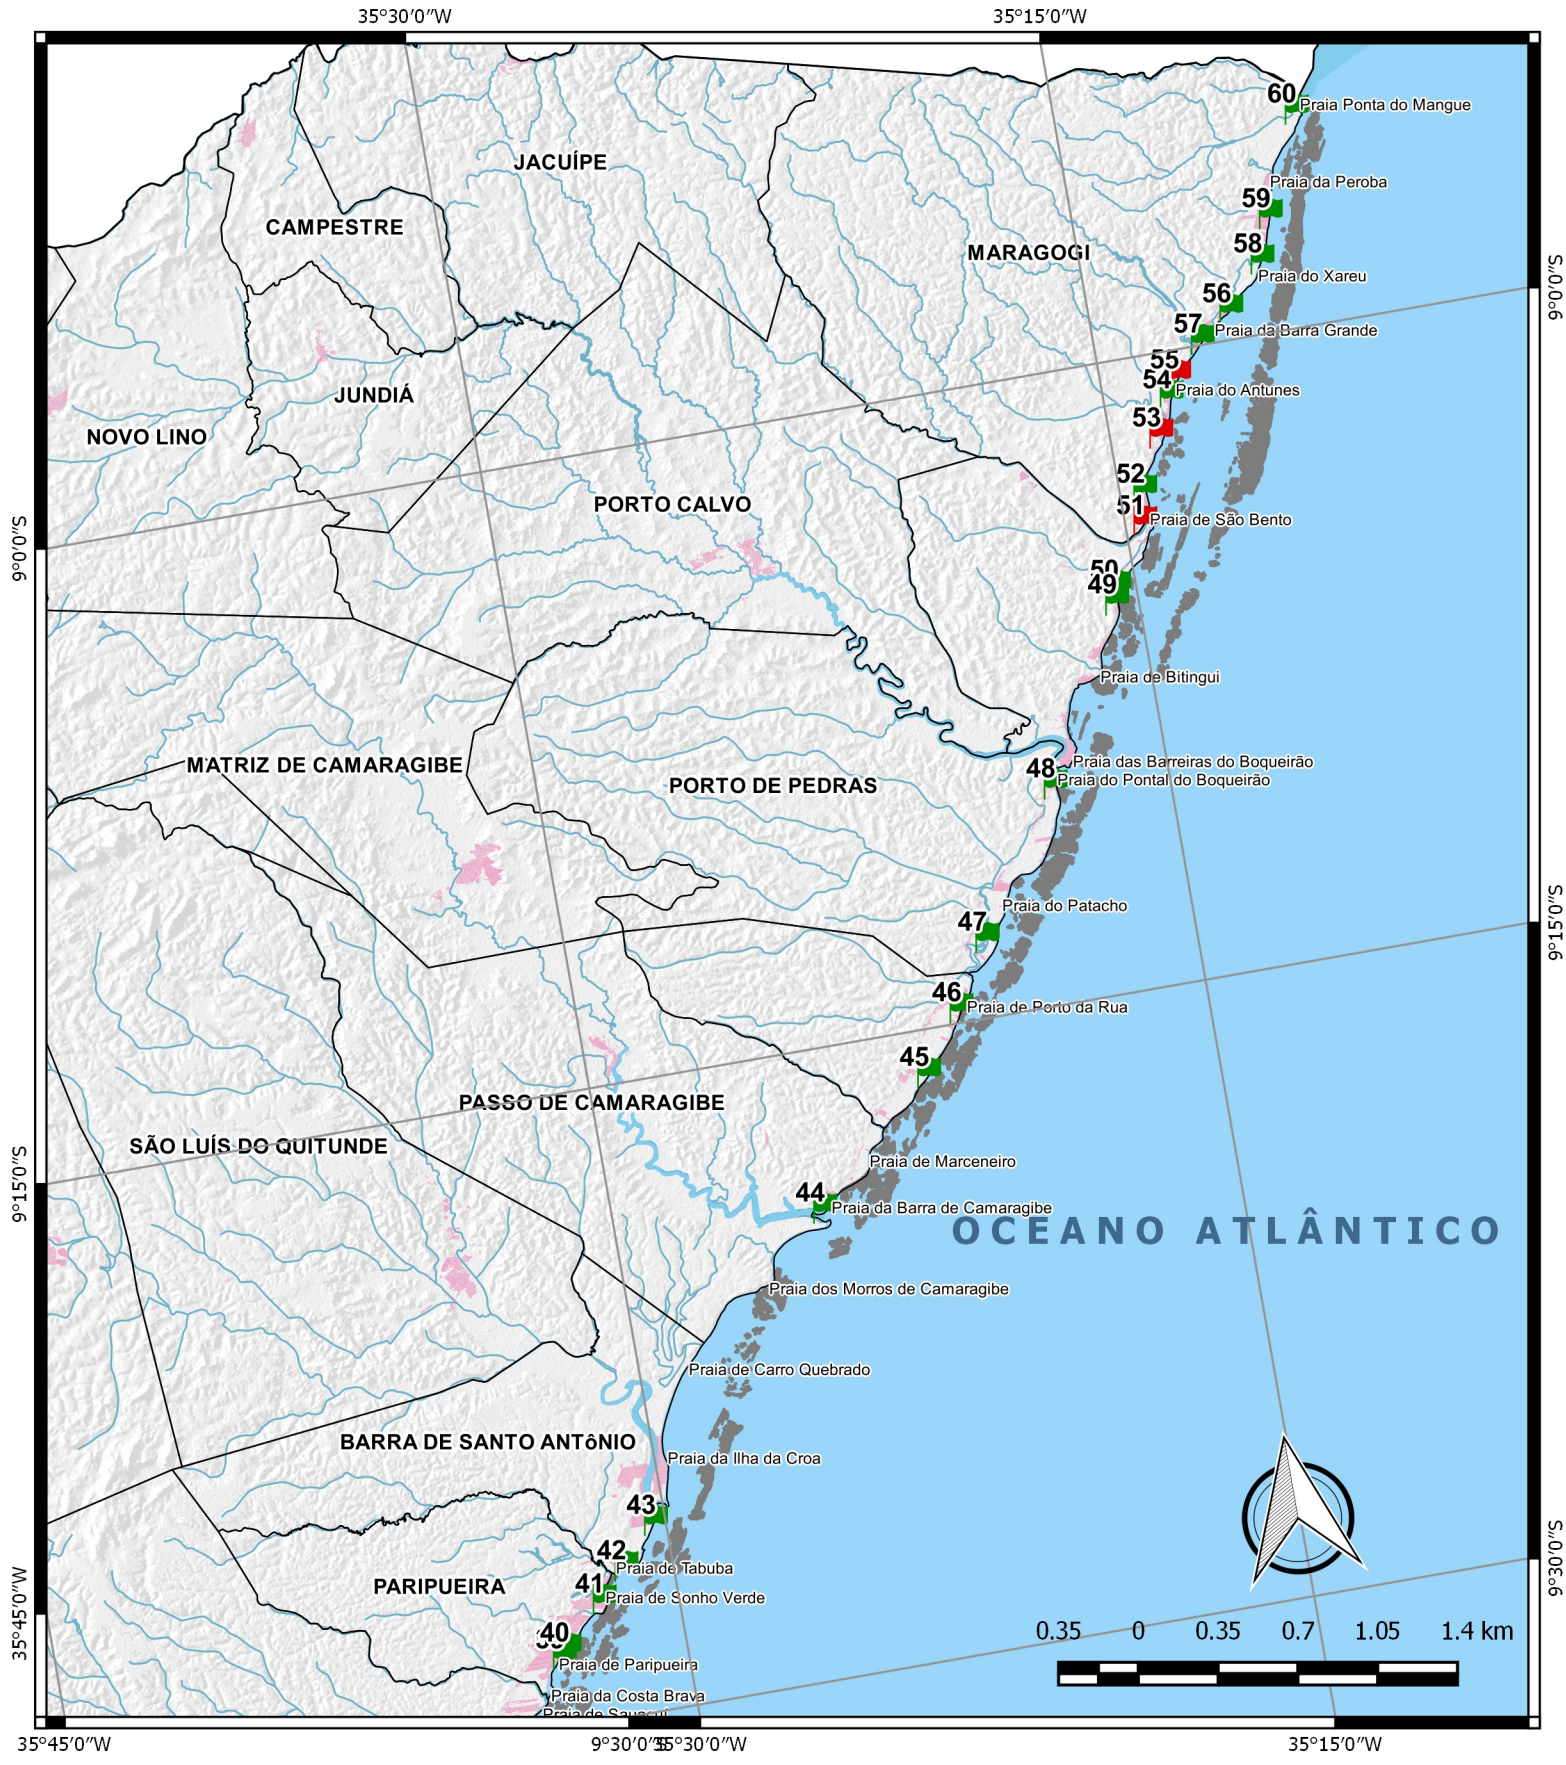 35°30′0″W
35°15′0″W
60
Praia Ponta do Mangue
JACUÍPE
Praia da Peroba
59
CAMPESTRE
58
MARAGOGI
Praia do Xareu
9°0′0″S
56
57
Praia da Barra Grande
55
54
Praia do Antunes
JUNDIÁ
53
NOVO LINO
52
PORTO CALVO
51
Praia de São Bento
9°0′0″S
50
49
Praia de Bitingui
MATRIZ DE CAMARAGIBE
Praia das Barreiras do Boqueirão
48
Praia do Pontal do Boqueirão
PORTO DE PEDRAS
Praia do Patacho
47
9°15′0″S
46
Praia de Porto da Rua
45
PASSO DE CAMARAGIBE
SÃO LUÍS DO QUITUNDE
Praia de Marceneiro
9°15′0″S
44
Praia da Barra de Camaragibe
OCEANO ATLÂNTICO
Praia dos Morros de Camaragibe
Praia de Carro Quebrado
BARRA DE SANTO ANTôNIO
Praia da Ilha da Croa
43
42
Praia de Tabuba
9°30′0″S
41
PARIPUEIRA
Praia de Sonho Verde
35°45′0″W
40
0.35 0 0.35 0.7 1.05 1.4 km
Praia de Paripueira
Praia da Costa Brava
35°45′0″W
35°30′0″W
35°15′0″W